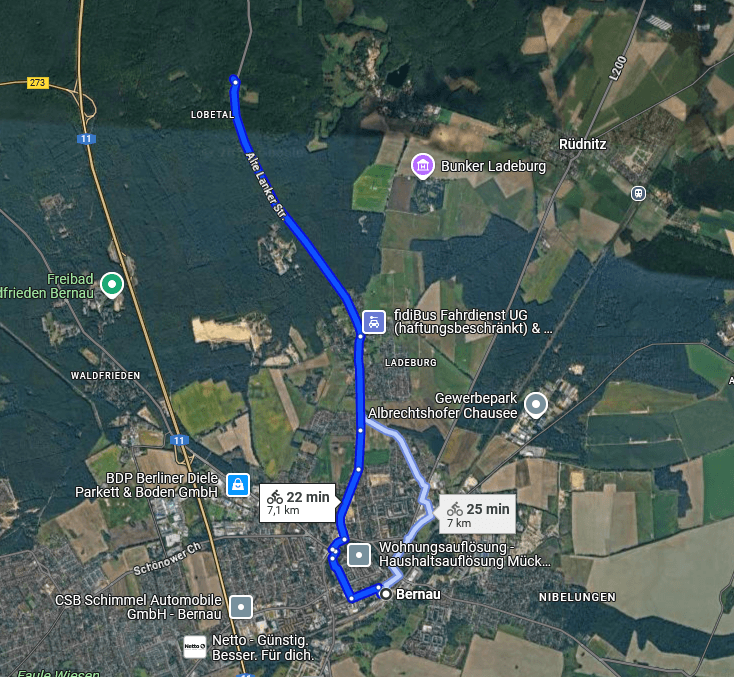 273
L200
LOBETAL
11
Rüdnitz
Bunker Ladeburg
Alte Lanker Str.
Freibad
dfrieden Bernau
fidiBus Fahrdienst UG
(haftungsbeschränkt) & ...
LADEBURG
WALDFRIEDEN
A
Gewerbepark
Albrechtshofer Chausee
11
BDP Berliner Diele
Parkett & Boden GmbH
22 min
7,1 km
25 min
7 km
Schönower Ch
Wohnungsauflösung -
Haushaltsauflösung Mück...
Bernau
NIBELUNGEN
CSB Schimmel Automobile
GmbH - Bernau
Netto
Netto - Günstig.
Besser. Für dich.
Faule Wiesen
11